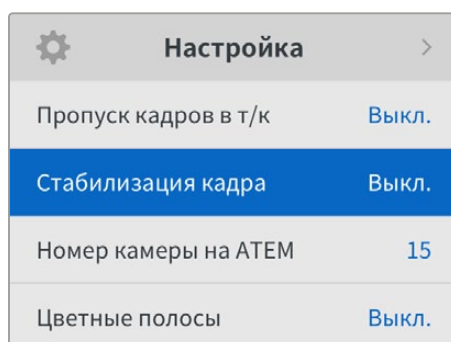 Настройка
Пропуск кадров в т/к Выкл.
Стабилизация кадра Выкл.
Номер камеры на ATEM 15
Цветные полосы Выкл.